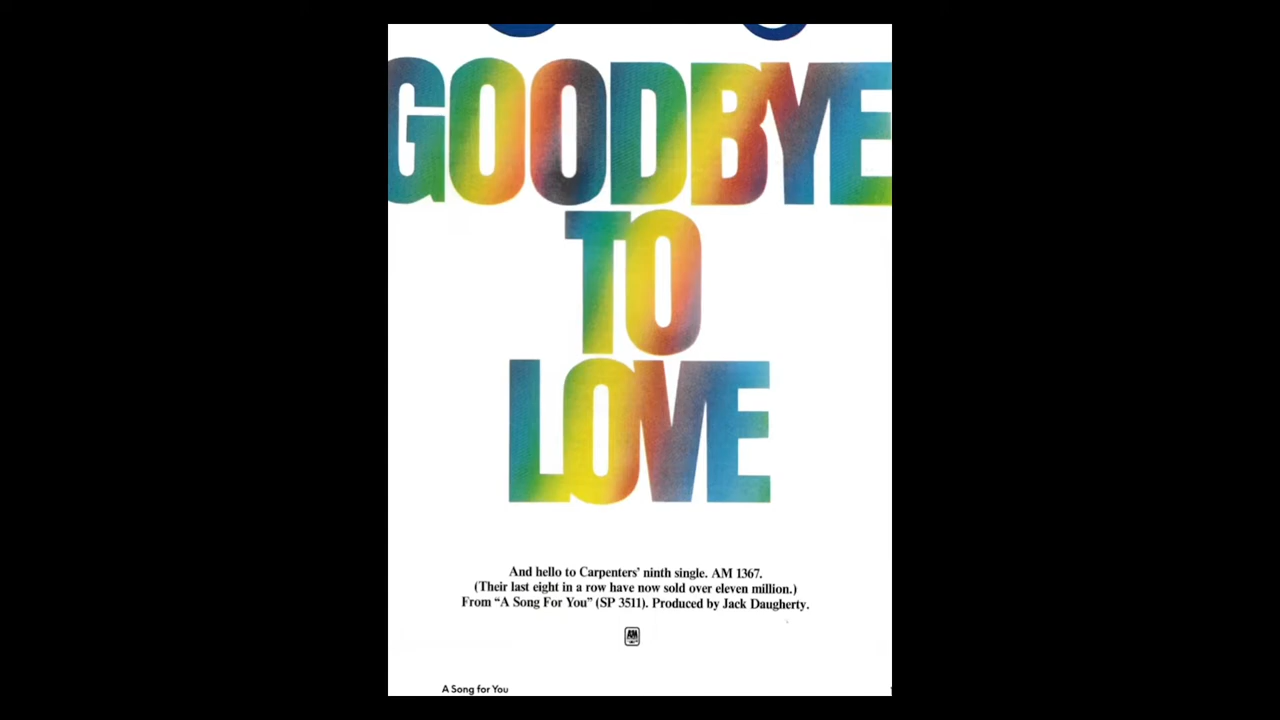 GOODBYE
TO
LOVE
And hello to Carpenters' ninth single. AM 1367.
(Their last eight in a row have now sold over eleven million.)
From “A Song For You” (SP 3511). Produced by Jack Daugherty.
A&M
A Song for You